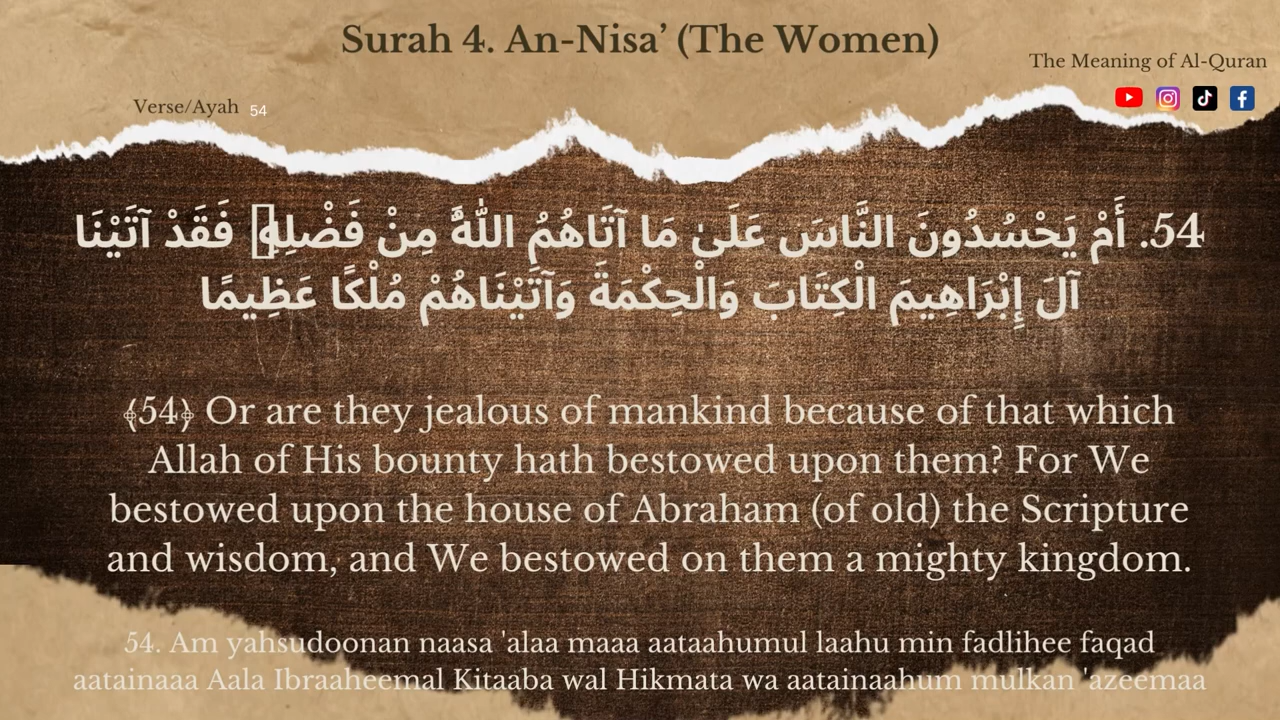 Surah 4. An-Nisa’ (The Women)
The Meaning of Al-Quran
Verse/Ayah 54
54. أَمْ يَحْسُدُونَ النَّاسَ عَلَىٰ مَا آتَاهُمُ اللَّهُ مِنْ فَضْلِهِ فَقَدْ آتَيْنَا
آلَ إِبْرَاهِيمَ الْكِتَابَ وَالْحِكْمَةَ وَآتَيْنَاهُمْ مُلْكًا عَظِيمًا
﴾54﴿ Or are they jealous of mankind because of that which
Allah of His bounty hath bestowed upon them? For We
bestowed upon the house of Abraham (of old) the Scripture
and wisdom, and We bestowed on them a mighty kingdom.
54. Am yahsudoonan naasa 'alaa maaa aataahumul laahu min fadlihee faqad
aatainaaa Aala Ibraaheemal Kitaaba wal Hikmata wa aatainaahum mulkan 'azeemaa